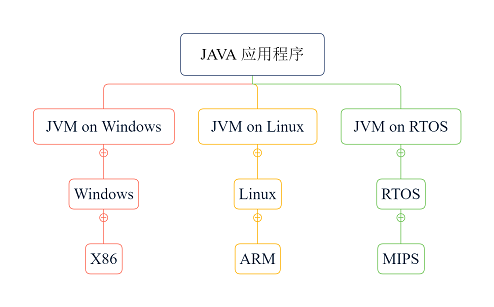 JAVA 应用程序
JVM on Windows
JVM on Linux
JVM on RTOS
Windows
Linux
RTOS
X86
ARM
MIPS